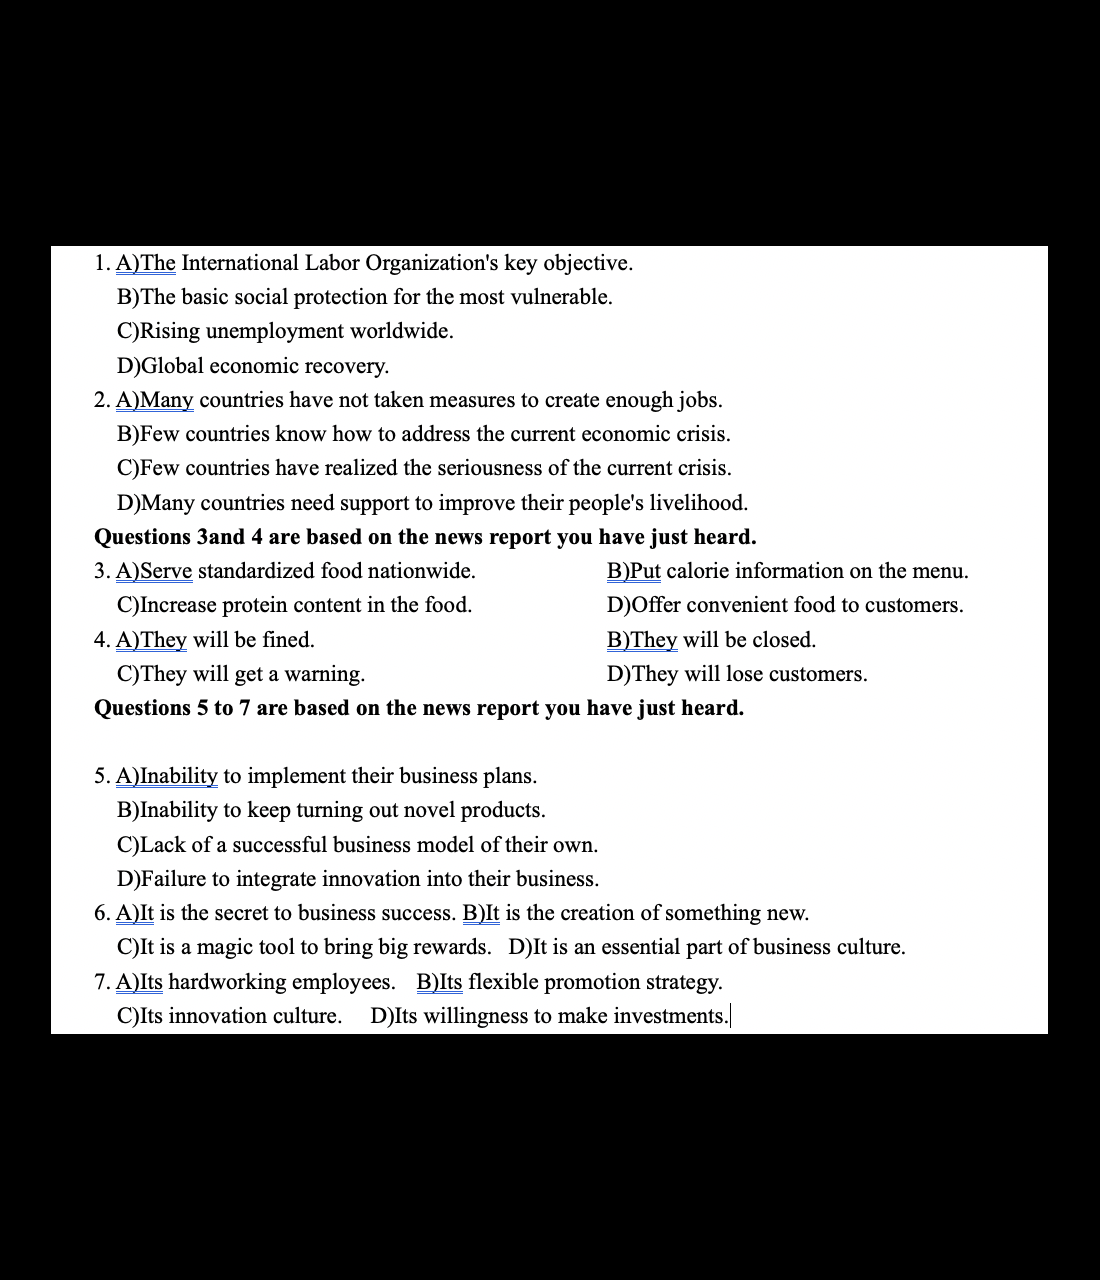 1. A)The International Labor Organization's key objective.
B)The basic social protection for the most vulnerable.
C)Rising unemployment worldwide.
D)Global economic recovery.
2. A)Many countries have not taken measures to create enough jobs.
B)Few countries know how to address the current economic crisis.
C)Few countries have realized the seriousness of the current crisis.
D)Many countries need support to improve their people's livelihood.
Questions 3and 4 are based on the news report you have just heard.
3. A)Serve standardized food nationwide. B)Put calorie information on the menu.
C)Increase protein content in the food. D)Offer convenient food to customers.
4. A)They will be fined. B)They will be closed.
C)They will get a warning. D)They will lose customers.
Questions 5 to 7 are based on the news report you have just heard.
5. A)Inability to implement their business plans.
B)Inability to keep turning out novel products.
C)Lack of a successful business model of their own.
D)Failure to integrate innovation into their business.
6. A)It is the secret to business success. B)It is the creation of something new.
C)It is a magic tool to bring big rewards. D)It is an essential part of business culture.
7. A)Its hardworking employees. B)Its flexible promotion strategy.
C)Its innovation culture. D)Its willingness to make investments.